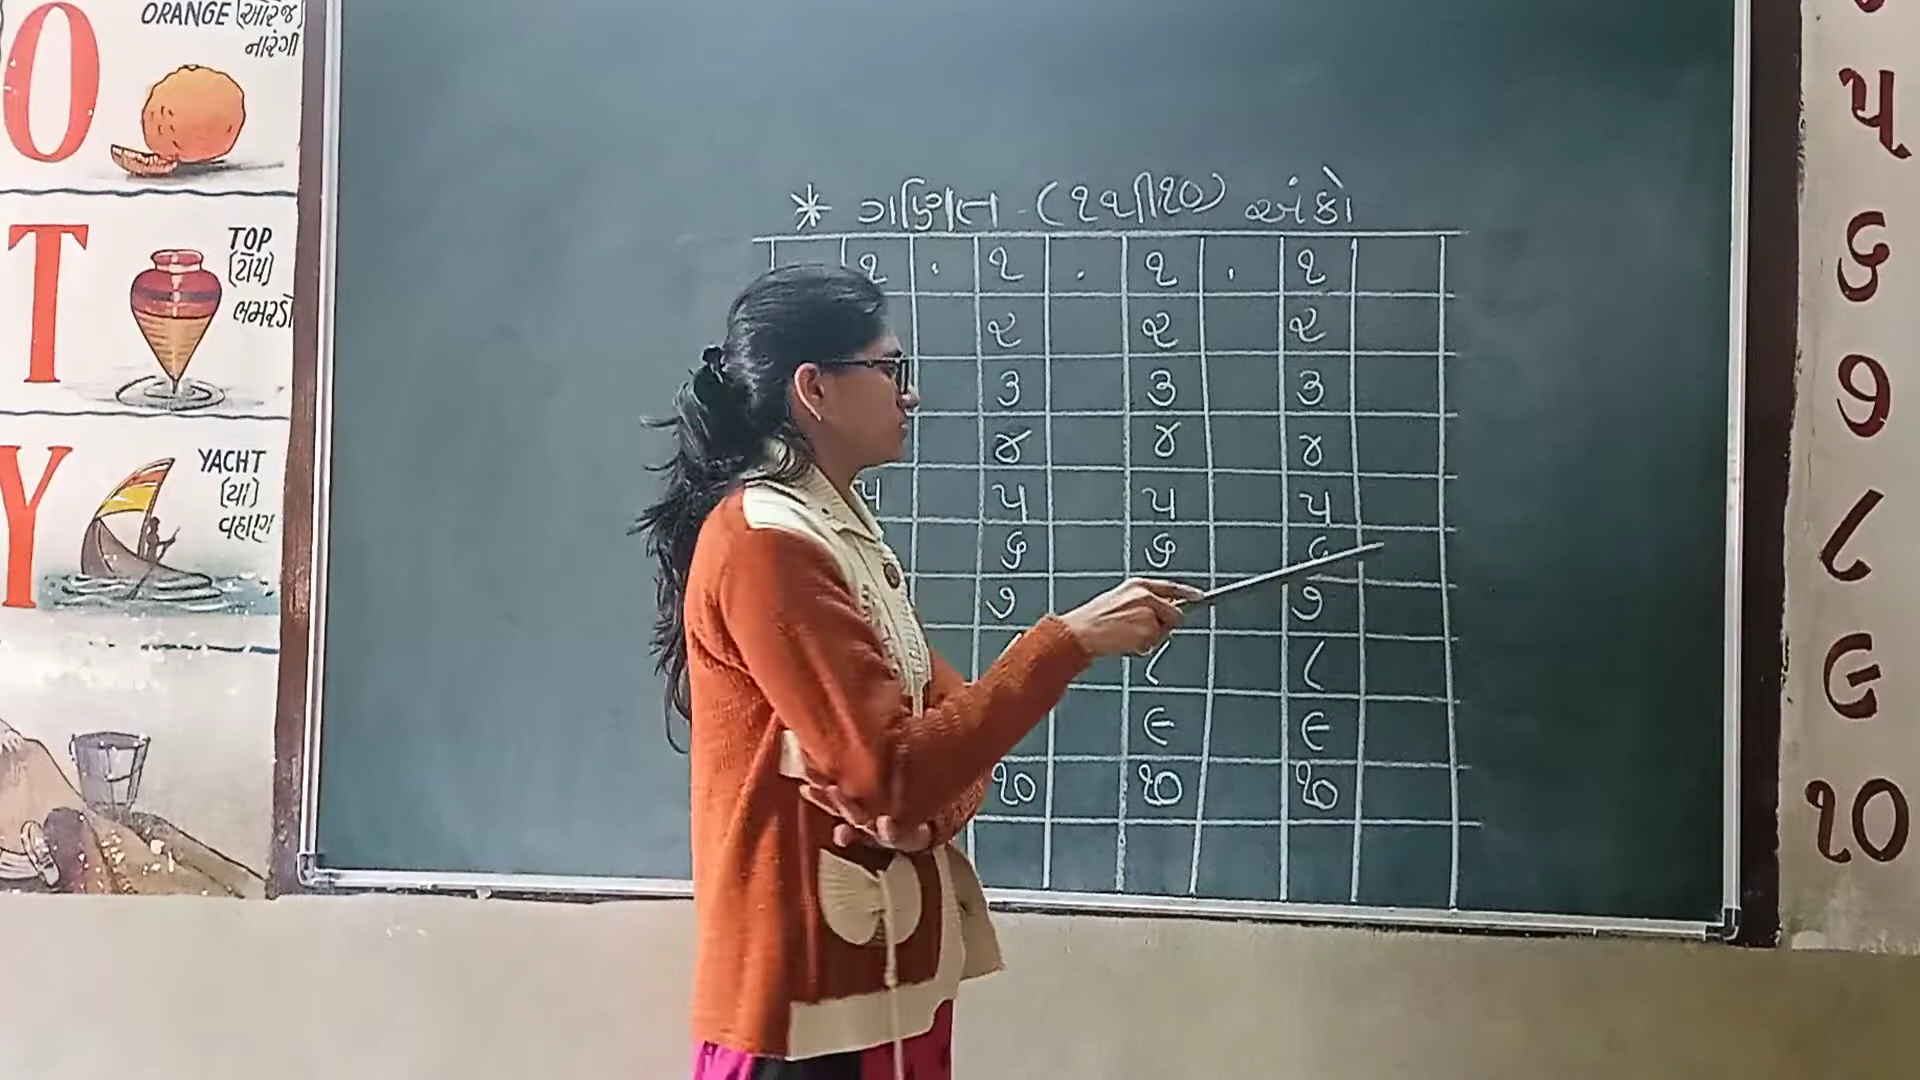 O
ORANGE (ઓરેંજ)
નારંગી
T
TOP
(ટૉપ)
ભમરડો
Y
YACHT
(યા)
વહાણ
* ગણિત - (૧થી૧૦) અંકો
૧ . ૧ . ૧ . ૧
૨ ૨ ૨
૩ ૩ ૩
૪ ૪ ૪
૫ ૫ ૫ ૫
૬ ૬ ૬
૭ ૭
૮ ૮
૯ ૯
૧૦ ૧૦ ૧૦
૫
૬
૭
૮
૯
૧૦